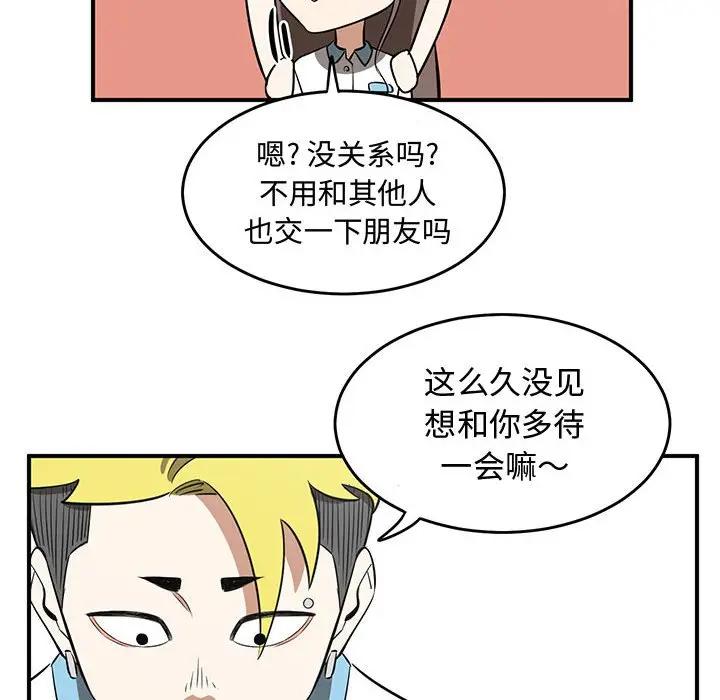 嗯?没关系吗?
不用和其他人
也交一下朋友吗
这么久没见
想和你多待
一会嘛～